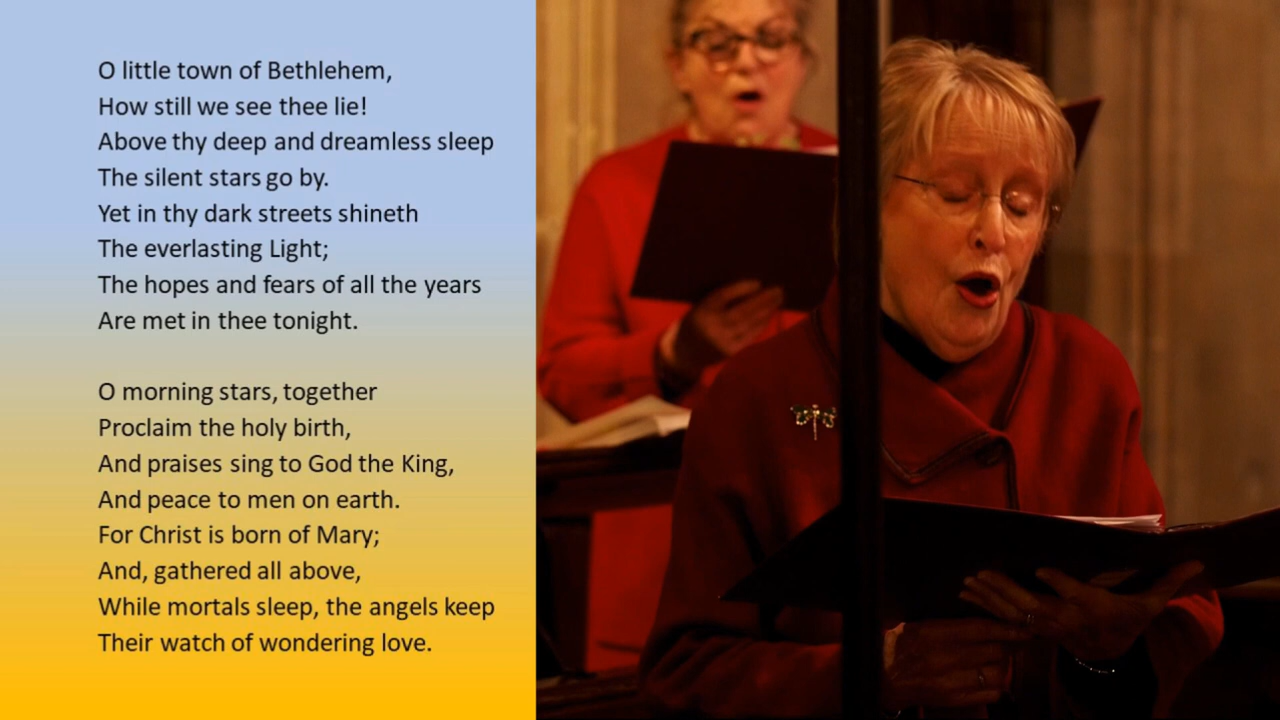 O little town of Bethlehem,
How still we see thee lie!
Above thy deep and dreamless sleep
The silent stars go by.
Yet in thy dark streets shineth
The everlasting Light;
The hopes and fears of all the years
Are met in thee tonight.
O morning stars, together
Proclaim the holy birth,
And praises sing to God the King,
And peace to men on earth.
For Christ is born of Mary;
And, gathered all above,
While mortals sleep, the angels keep
Their watch of wondering love.